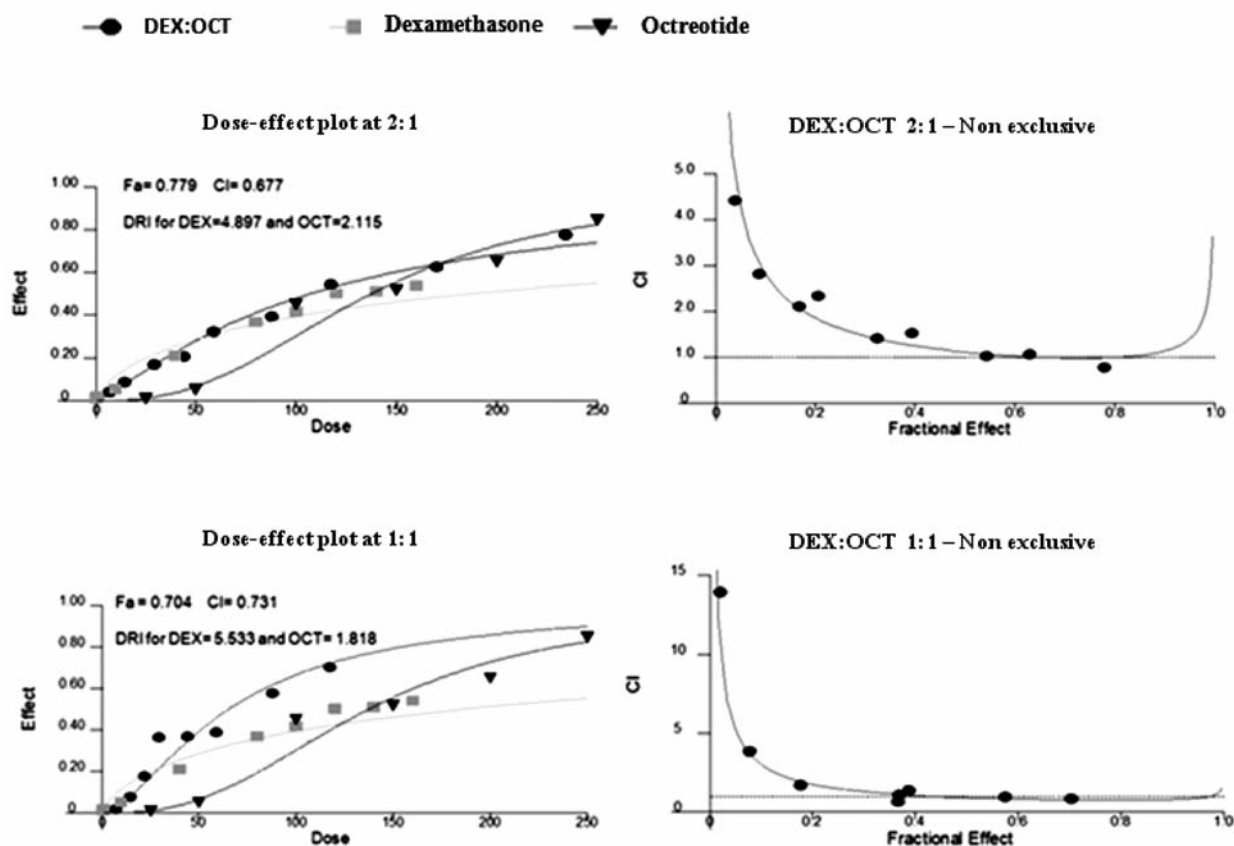 DEX:OCT Dexamethasone Octreotide
Dose-effect plot at 2:1
Fa= 0.779 CI= 0.677
DRI for DEX=4.897 and OCT=2.115
Effect
1.00
0.80
0.60
0.40
0.20
0
0 50 100 150 200 250
Dose
DEX:OCT 2:1 – Non exclusive
CI
5.0
4.0
3.0
2.0
1.0
0
0 0.2 0.4 0.6 0.8 1.0
Fractional Effect
Dose-effect plot at 1:1
Fa= 0.704 CI= 0.731
DRI for DEX= 5.533 and OCT= 1.818
Effect
1.00
0.80
0.60
0.40
0.20
0
0 50 100 150 200 250
Dose
DEX:OCT 1:1 – Non exclusive
CI
15
10
5
0
0 0.2 0.4 0.6 0.8 1.0
Fractional Effect